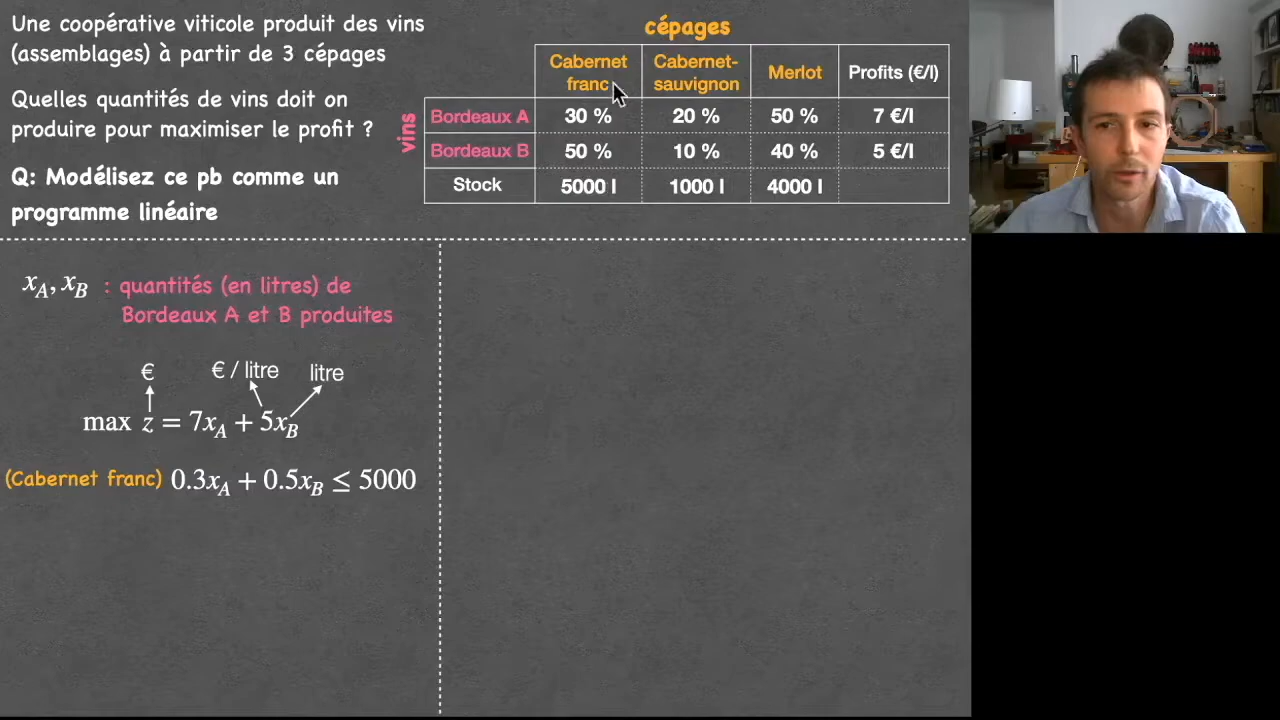 Une coopérative viticole produit des vins
(assemblages) à partir de 3 cépages
Quelles quantités de vins doit on
produire pour maximiser le profit ?
Q: Modélisez ce pb comme un
programme linéaire
cépages
vins
Cabernet franc | Cabernet-sauvignon | Merlot | Profits (€/l)
Bordeaux A | 30 % | 20 % | 50 % | 7 €/l
Bordeaux B | 50 % | 10 % | 40 % | 5 €/l
Stock | 5000 l | 1000 l | 4000 l
x_A, x_B : quantités (en litres) de
Bordeaux A et B produites
€ € / litre litre
max z = 7x_A + 5x_B
(Cabernet franc) 0.3x_A + 0.5x_B ≤ 5000